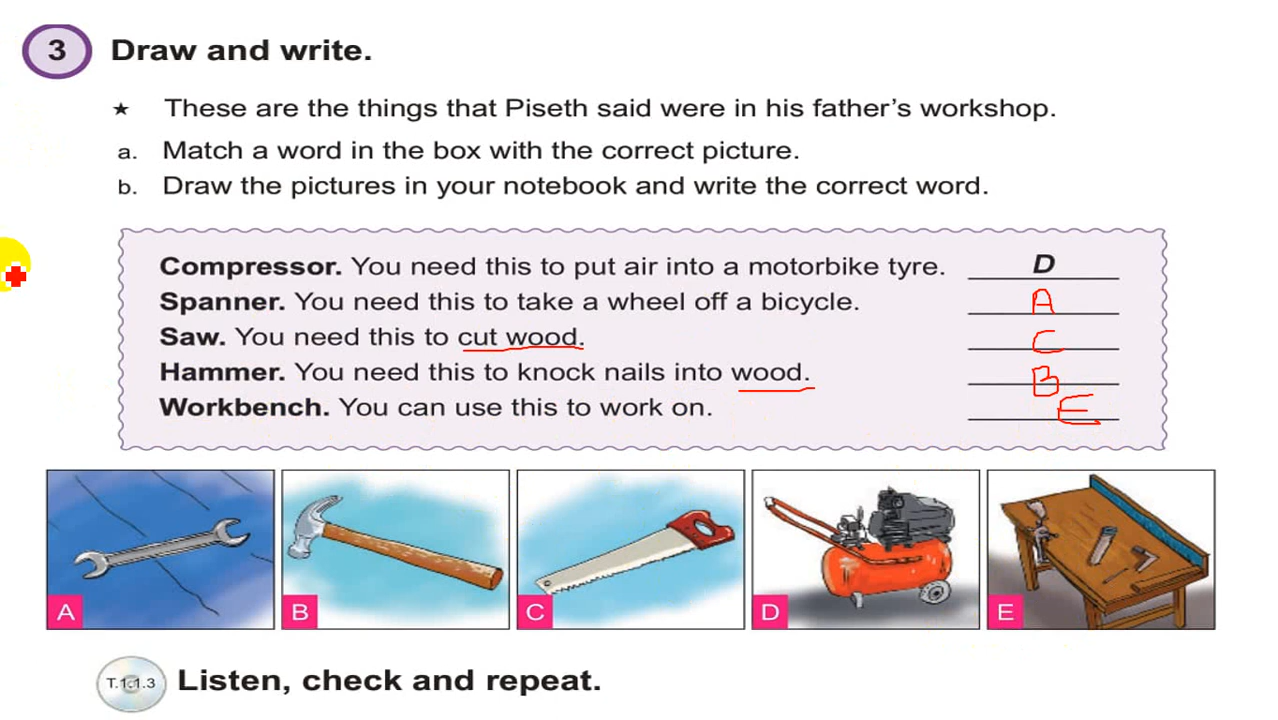 3 Draw and write.
★ These are the things that Piseth said were in his father's workshop.
a. Match a word in the box with the correct picture.
b. Draw the pictures in your notebook and write the correct word.
Compressor. You need this to put air into a motorbike tyre. D
Spanner. You need this to take a wheel off a bicycle. A
Saw. You need this to cut wood. C
Hammer. You need this to knock nails into wood. B
Workbench. You can use this to work on. E
A B C D E
T.1.1.3 Listen, check and repeat.